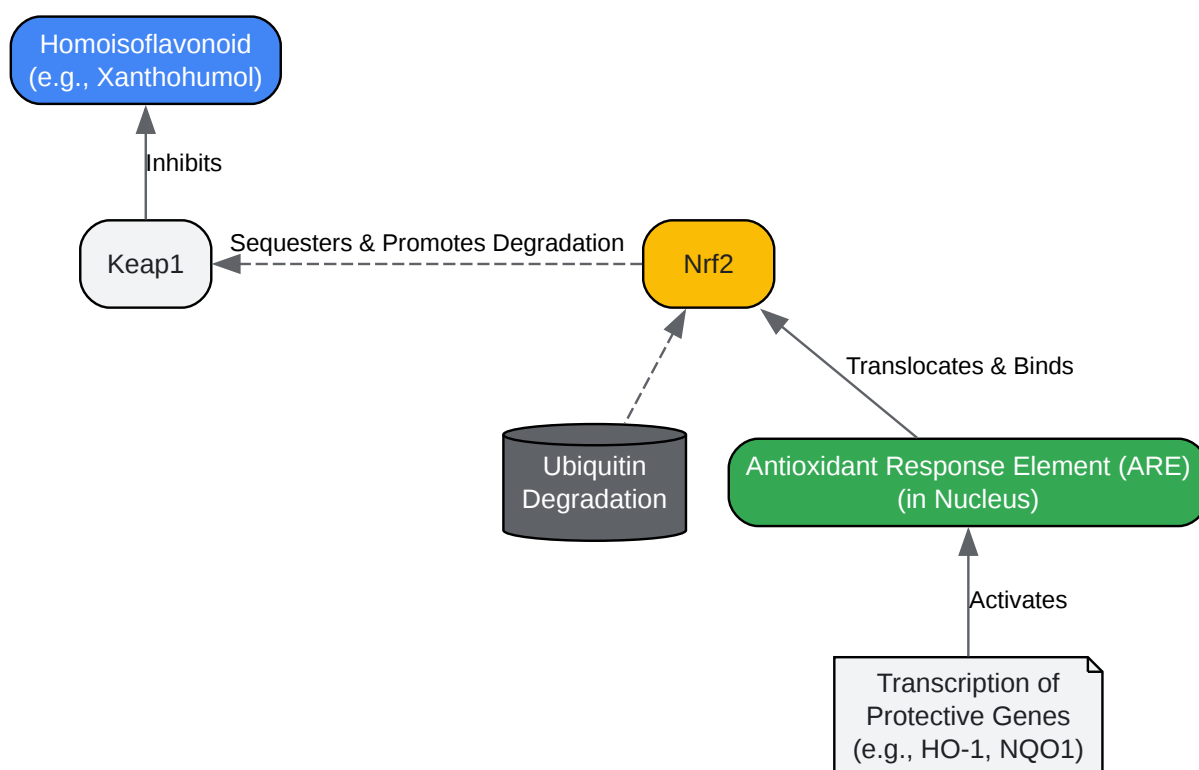 Homoisoflavonoid
(e.g., Xanthohumol)
Inhibits
Keap1
Sequesters & Promotes Degradation
Nrf2
Translocates & Binds
Ubiquitin
Degradation
Antioxidant Response Element (ARE)
(in Nucleus)
Activates
Transcription of
Protective Genes
(e.g., HO-1, NQO1)